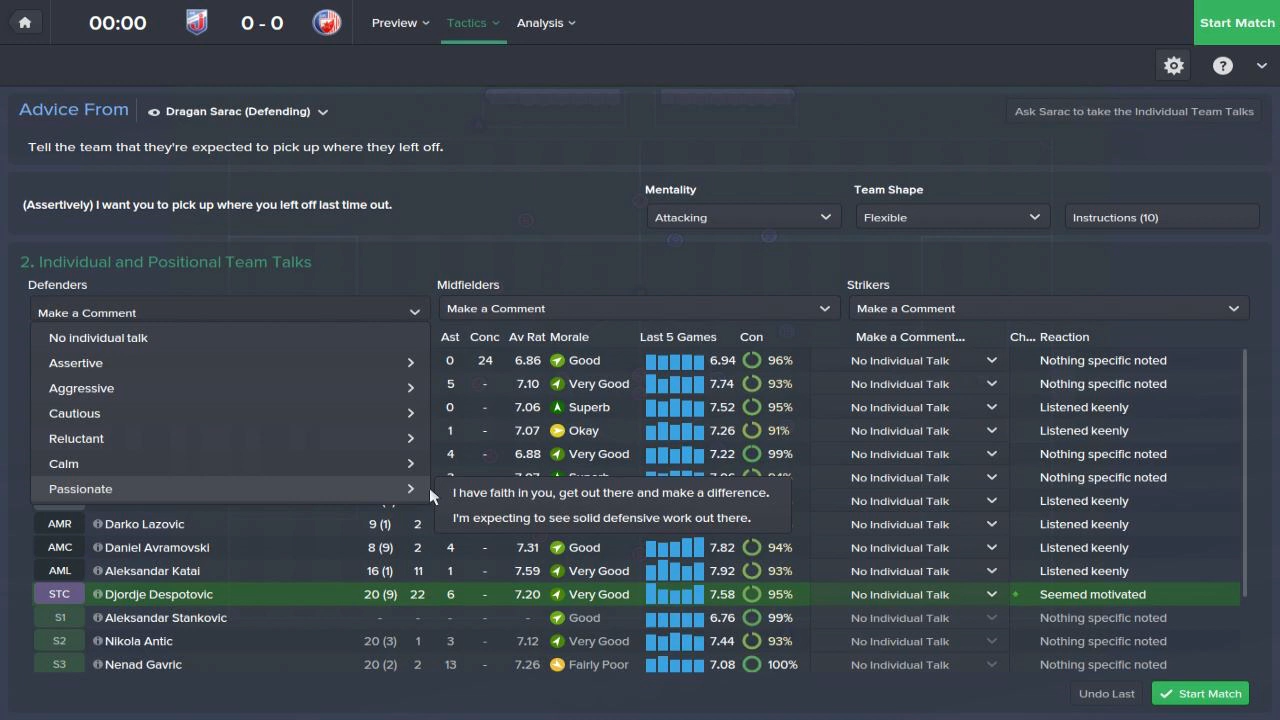 00:00 0 - 0 Preview Tactics Analysis Start Match
?
Advice From Dragan Sarac (Defending) Ask Sarac to take the Individual Team Talks
Tell the team that they're expected to pick up where they left off.
Mentality Team Shape
(Assertively) I want you to pick up where you left off last time out.
Attacking Flexible Instructions (10)
2. Individual and Positional Team Talks
Defenders Midfielders Strikers
Make a Comment Make a Comment Make a Comment
No individual talk Ast Conc Av Rat Morale Last 5 Games Con Make a Comment... Ch... Reaction
Assertive 0 24 6.86 Good 6.94 96% No Individual Talk Nothing specific noted
Aggressive 5 - 7.10 Very Good 7.74 93% No Individual Talk Nothing specific noted
Cautious 0 - 7.06 Superb 7.52 95% No Individual Talk Listened keenly
Reluctant 1 - 7.07 Okay 7.26 91% No Individual Talk Listened keenly
Calm 4 - 6.88 Very Good 7.22 99% No Individual Talk Nothing specific noted
Passionate No Individual Talk Nothing specific noted
I have faith in you, get out there and make a difference. No Individual Talk Listened keenly
I'm expecting to see solid defensive work out there.
AMR Darko Lazovic 9 (1) 2 No Individual Talk Listened keenly
AMC Daniel Avramovski 8 (9) 2 4 - 7.31 Good 7.82 94% No Individual Talk Listened keenly
AML Aleksandar Katai 16 (1) 11 1 - 7.59 Very Good 7.92 93% No Individual Talk Listened keenly
STC Djordje Despotovic 20 (9) 22 6 - 7.20 Very Good 7.58 95% No Individual Talk Seemed motivated
S1 Aleksandar Stankovic - - - - - Good 6.76 99% No Individual Talk Nothing specific noted
S2 Nikola Antic 20 (3) 1 3 - 7.12 Very Good 7.44 93% No Individual Talk Nothing specific noted
S3 Nenad Gavric 20 (2) 2 13 - 7.26 Fairly Poor 7.08 100% No Individual Talk Nothing specific noted
Undo Last Start Match